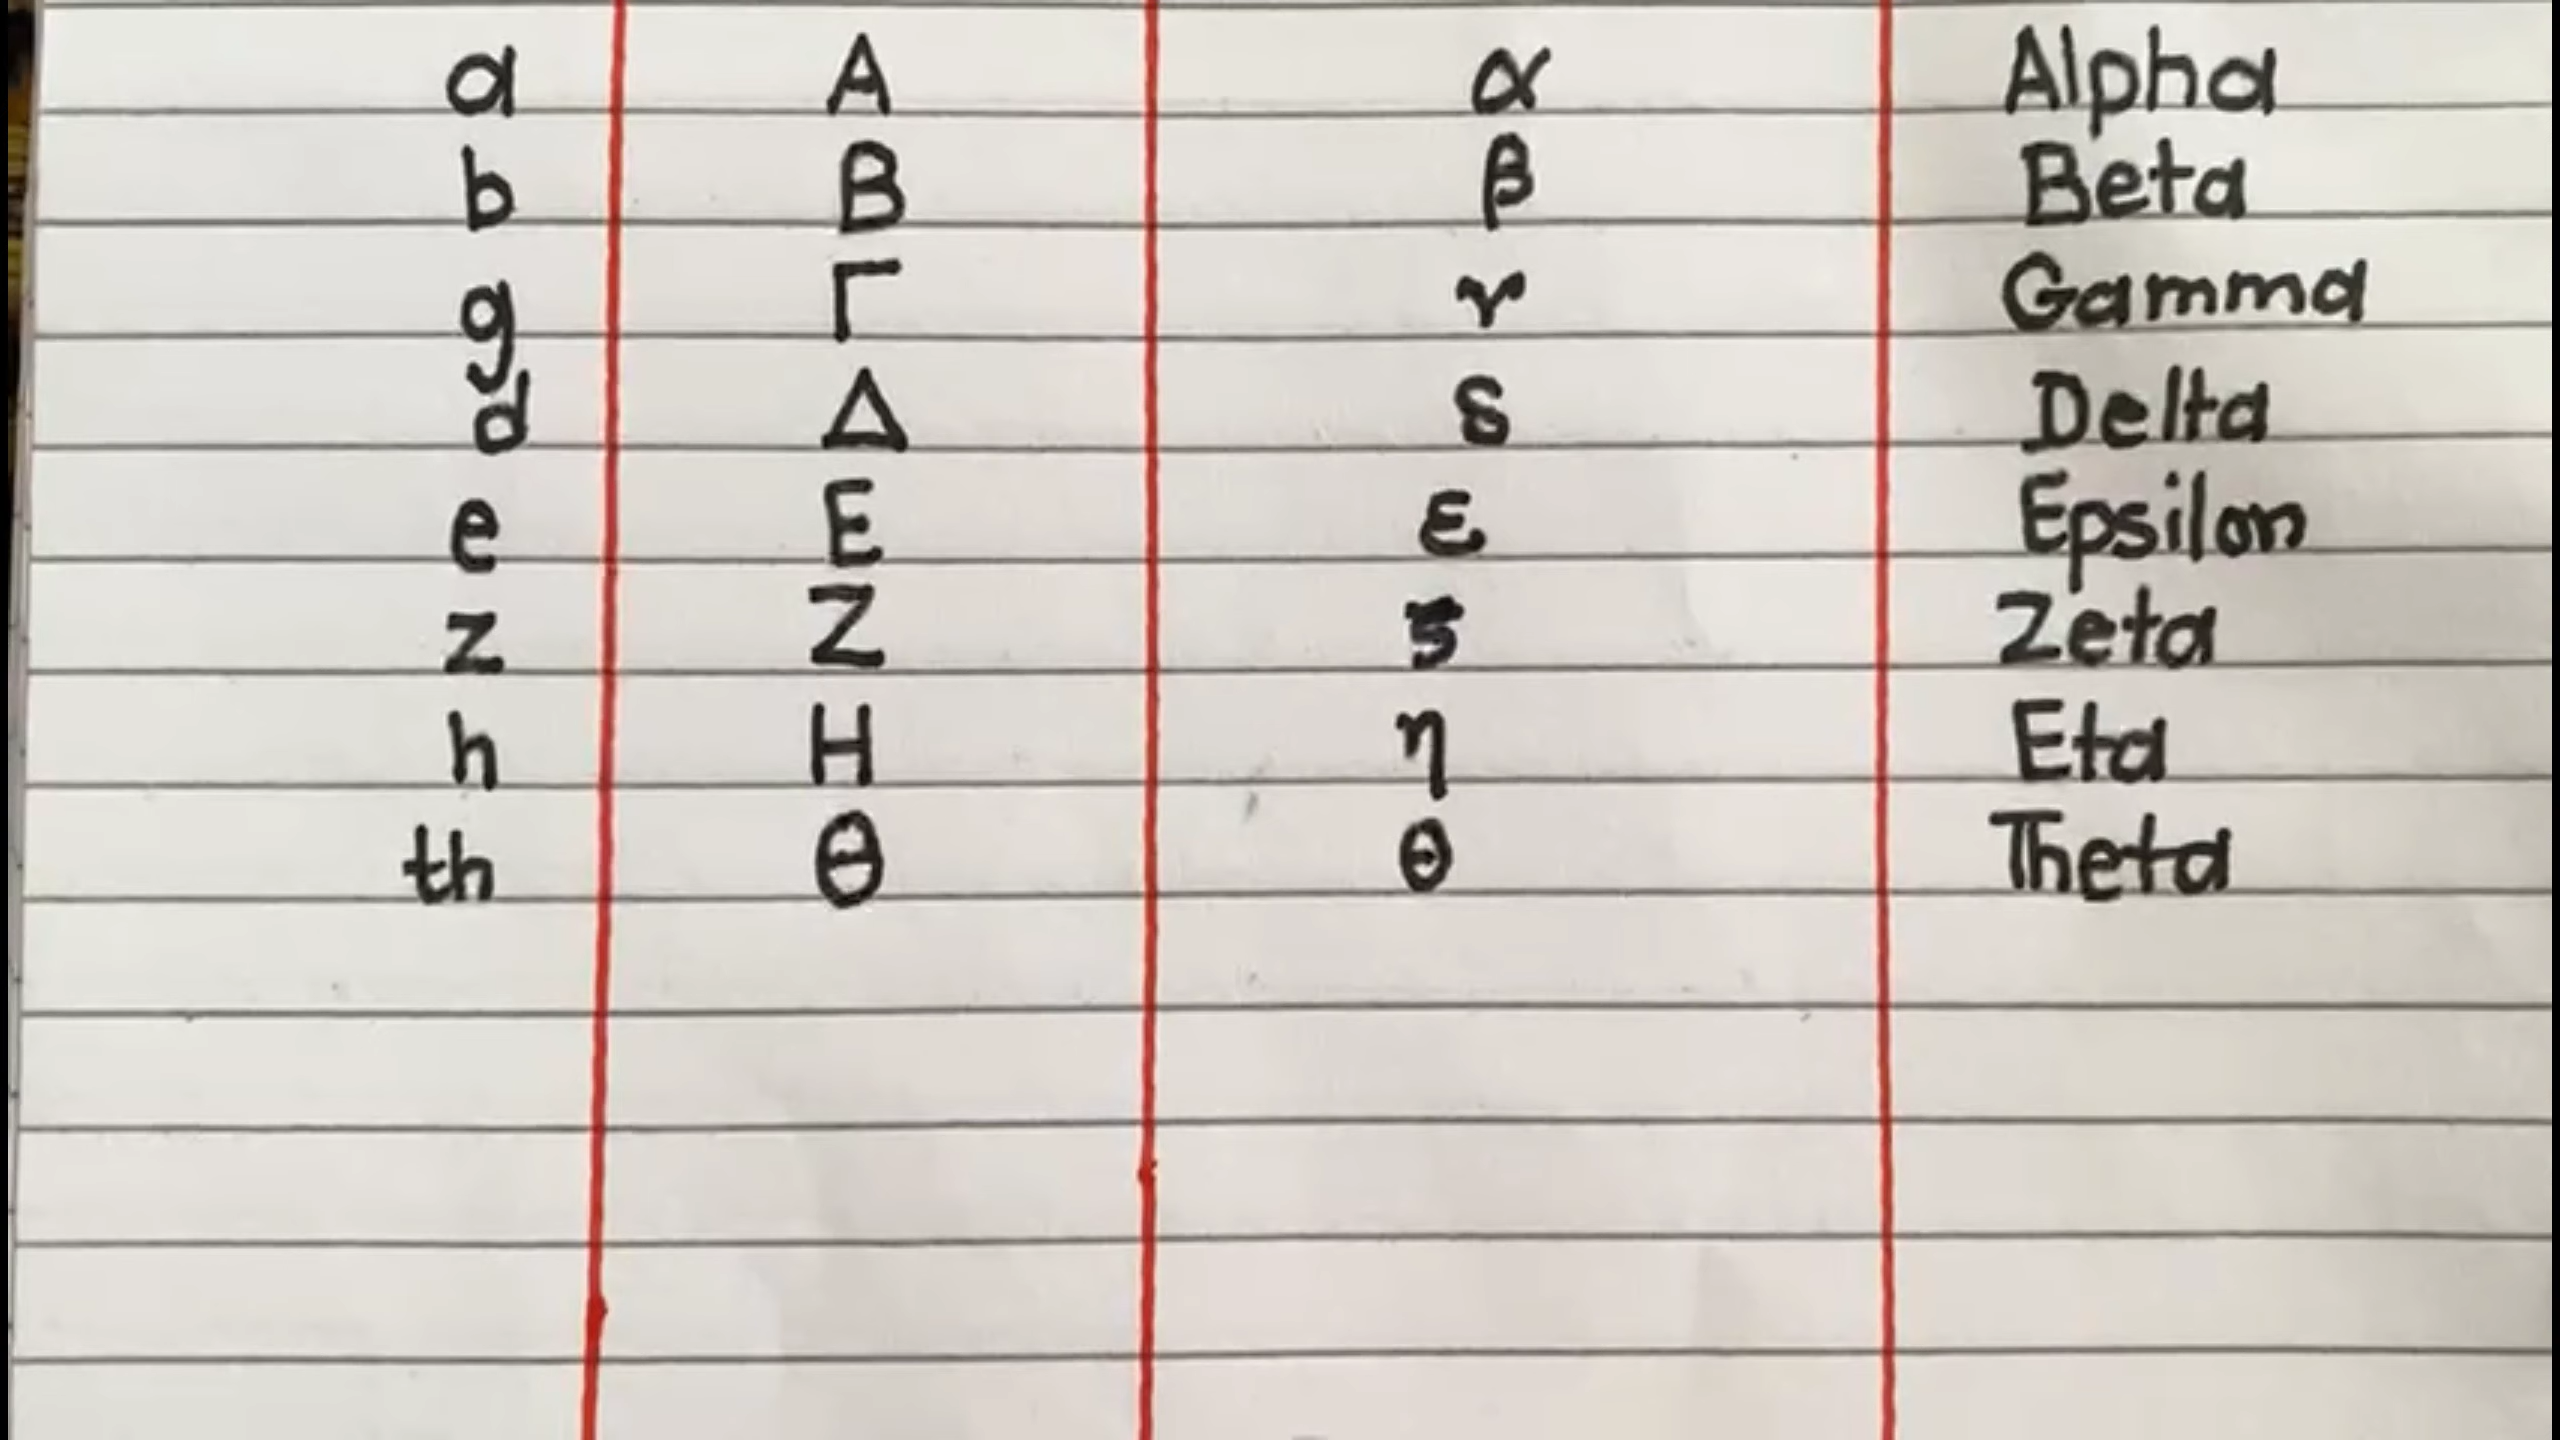 a Α α Alpha
b Β β Beta
g Γ γ Gamma
d Δ δ Delta
e Ε ε Epsilon
z Ζ ζ Zeta
h Η η Eta
th Θ θ Theta